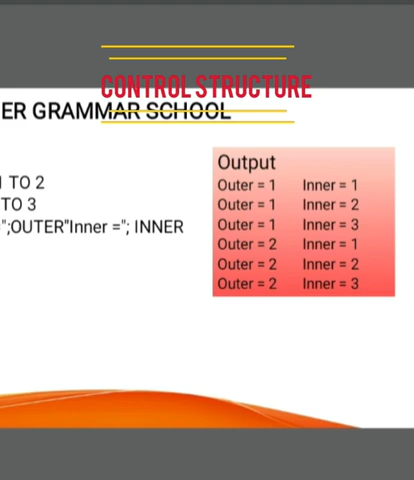 CONTROL STRUCTURE
ER GRAMMAR SCHOOL
TO 2
TO 3
=";OUTER"Inner ="; INNER
Output
Outer = 1 Inner = 1
Outer = 1 Inner = 2
Outer = 1 Inner = 3
Outer = 2 Inner = 1
Outer = 2 Inner = 2
Outer = 2 Inner = 3